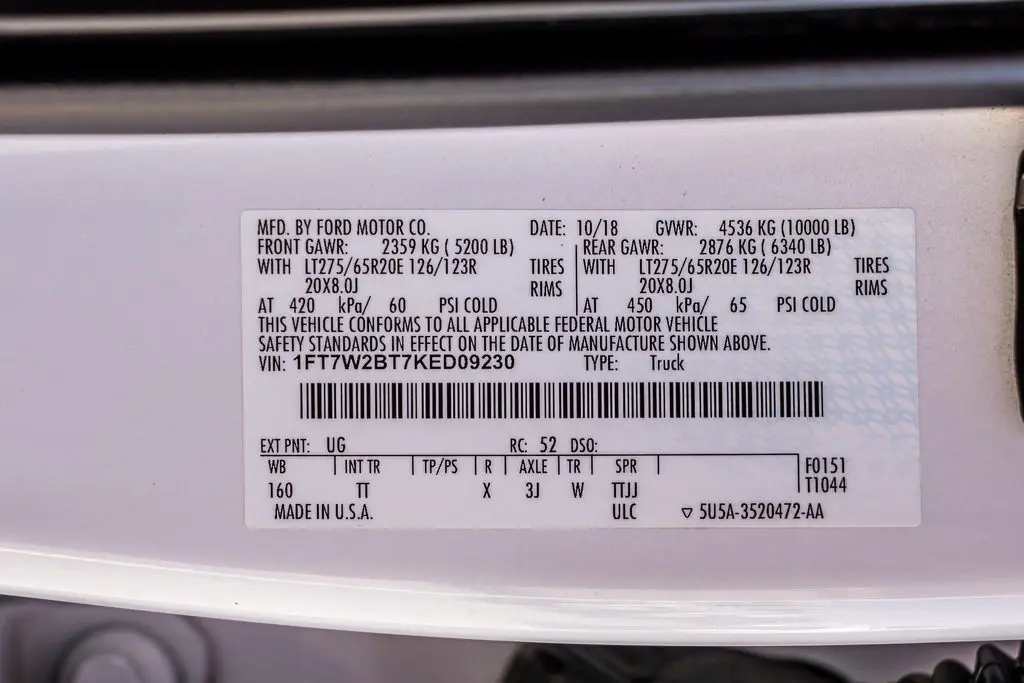 MFD. BY FORD MOTOR CO. DATE: 10/18 GVWR: 4536 KG (10000 LB)
FRONT GAWR: 2359 KG ( 5200 LB) REAR GAWR: 2876 KG ( 6340 LB)
WITH LT275/65R20E 126/123R TIRES WITH LT275/65R20E 126/123R TIRES
20X8.0J RIMS 20X8.0J RIMS
AT 420 kPa/ 60 PSI COLD AT 450 kPa/ 65 PSI COLD
THIS VEHICLE CONFORMS TO ALL APPLICABLE FEDERAL MOTOR VEHICLE
SAFETY STANDARDS IN EFFECT ON THE DATE OF MANUFACTURE SHOWN ABOVE.
VIN: 1FT7W2BT7KED09230 TYPE: Truck
EXT PNT: UG RC: 52 DSO:
WB INT TR TP/PS R AXLE TR SPR F0151
160 TT X 3J W TTJJ T1044
MADE IN U.S.A. ULC ▽ 5U5A-3520472-AA